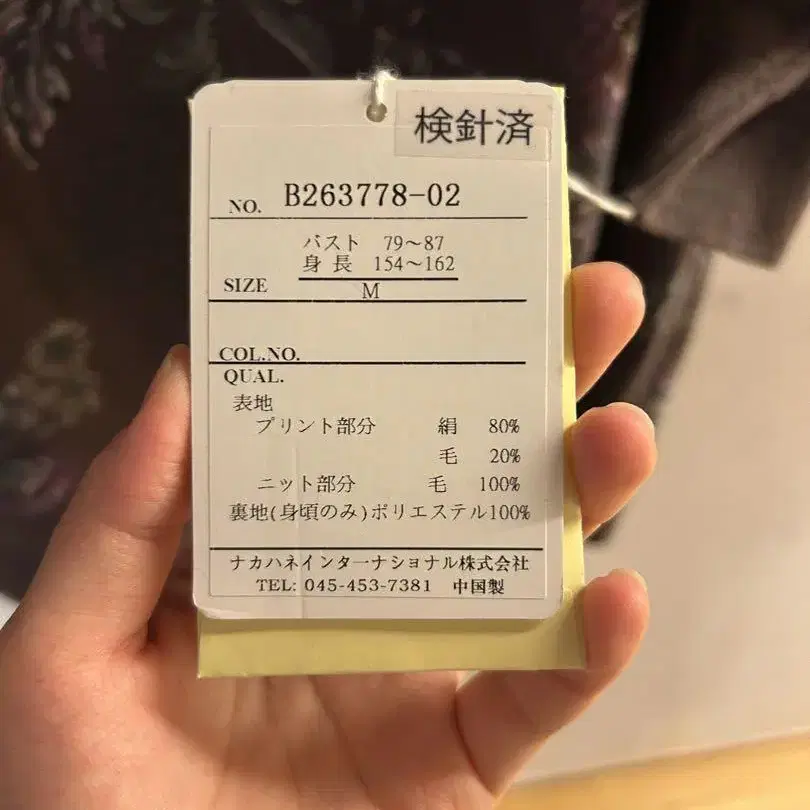 検針済
NO. B263778-02
バスト 79～87
身長 154～162
SIZE M
COL.NO.
QUAL.
表地
プリント部分 絹 80%
毛 20%
ニット部分 毛 100%
裏地(身頃のみ)ポリエステル100%
ナカハネインターナショナル株式会社
TEL: 045-453-7381 中国製